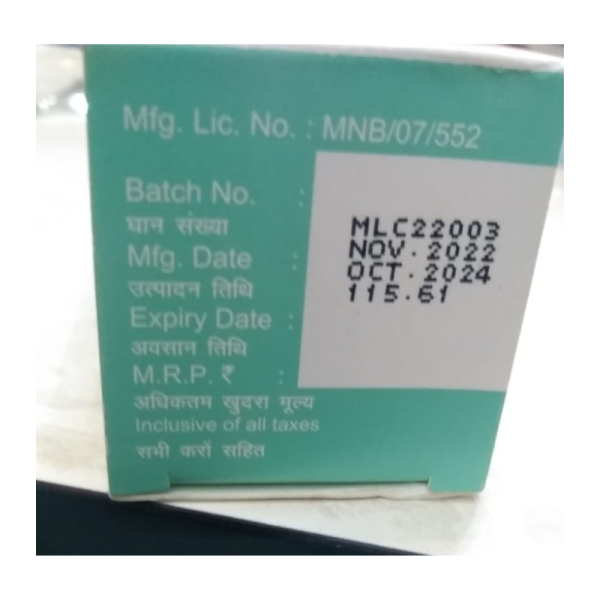 Mfg. Lic. No. : MNB/07/552
Batch No. :
घान संख्या
Mfg. Date :
उत्पादन तिथि
Expiry Date :
अवसान तिथि
M.R.P. ₹ :
अधिकतम खुदरा मूल्य
Inclusive of all taxes
सभी करों सहित
MLC22003
NOV. 2022
OCT. 2024
115.61